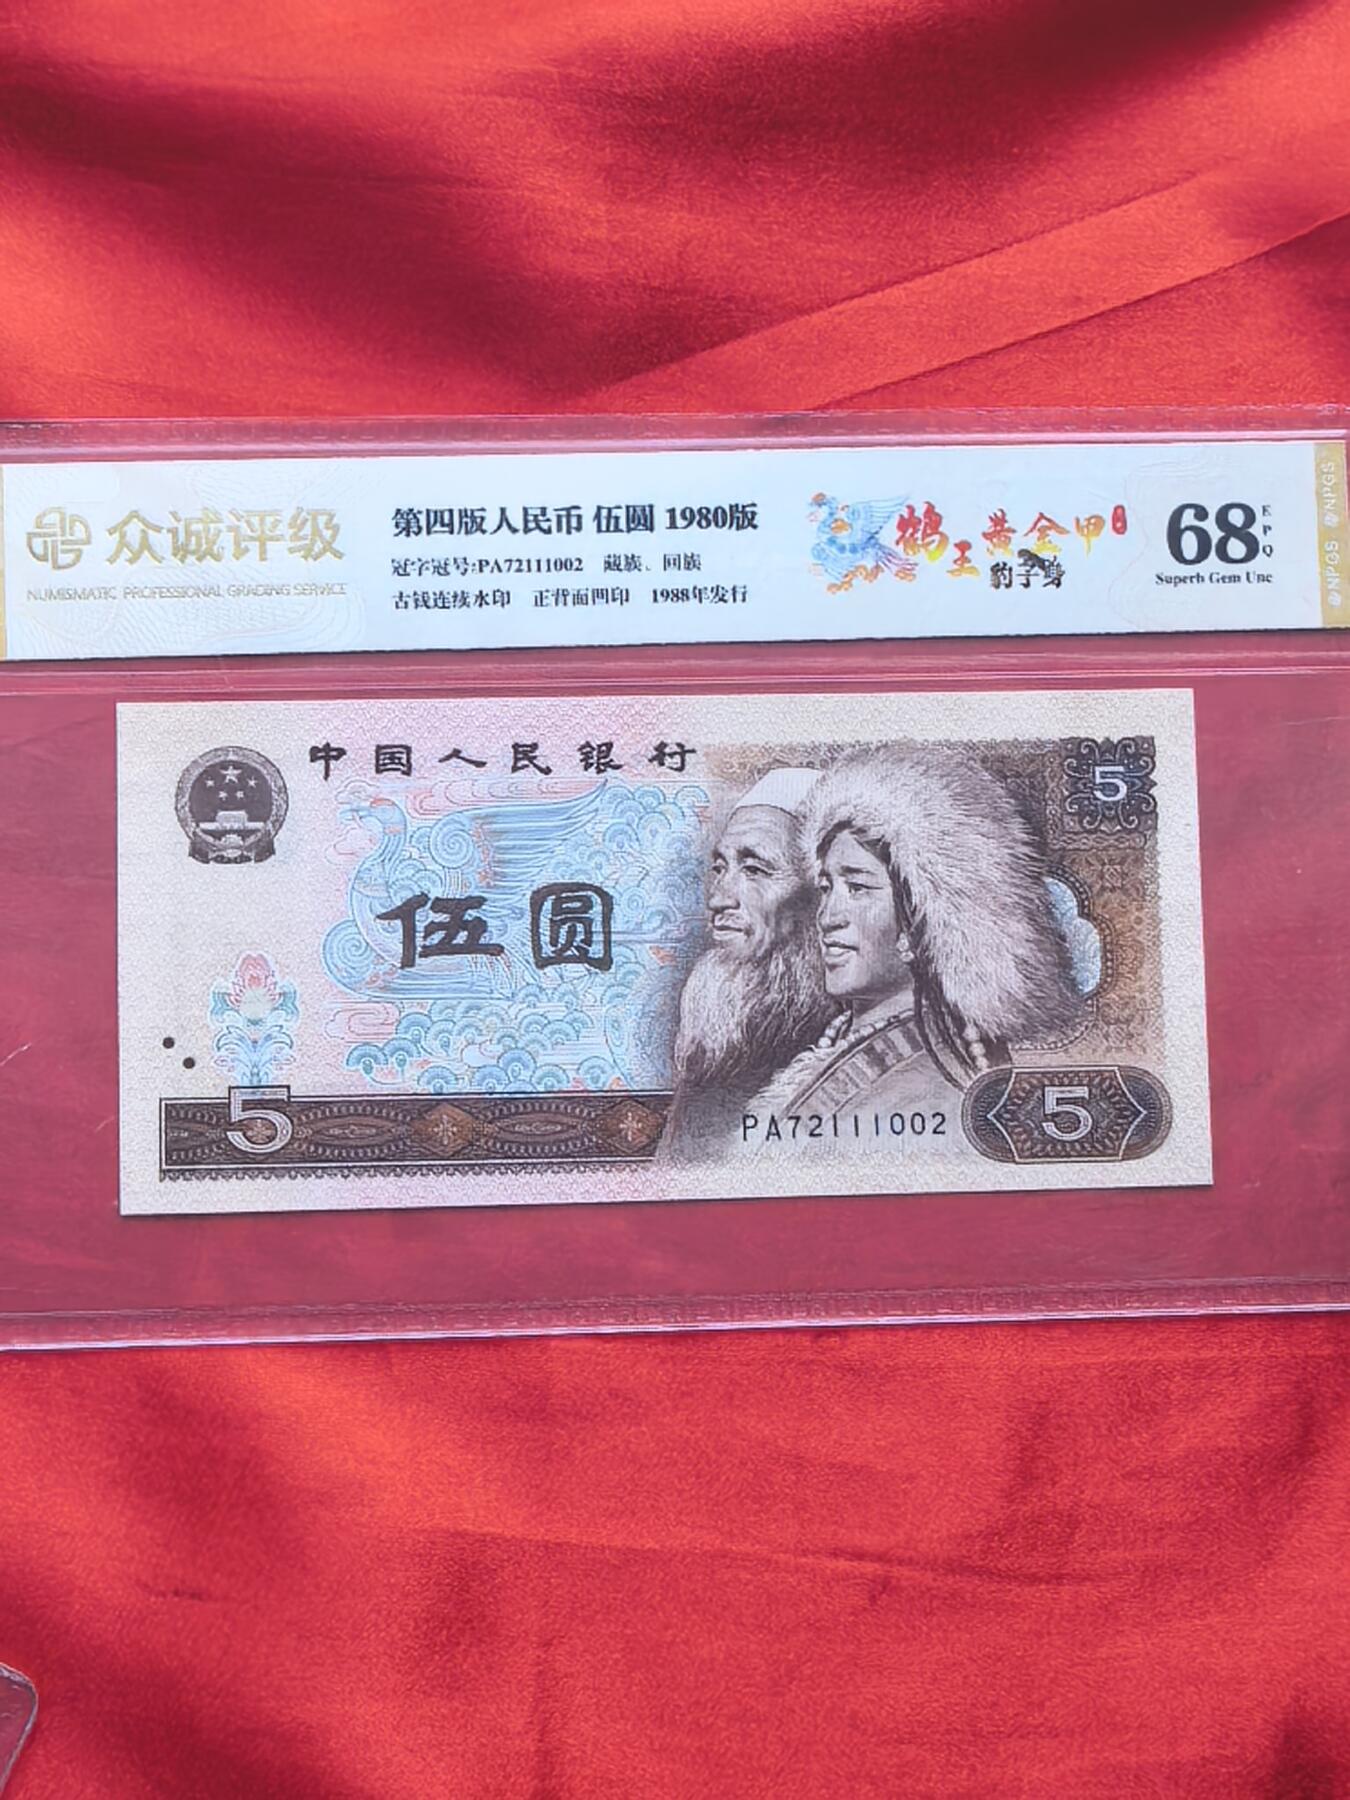 众诚评级
NUMISMATIC PROFESSIONAL GRADING SERVICE
第四版人民币 伍圆 1980版
冠字冠号:PA72111002 藏族、回族
古钱连续水印 正背面凹印 1988年发行
鹤王黄金甲
豹子号
68
EPQ
Superb Gem Unc
NPGS NPGS
中国人民银行
5
伍圆
5
PA72111002
5